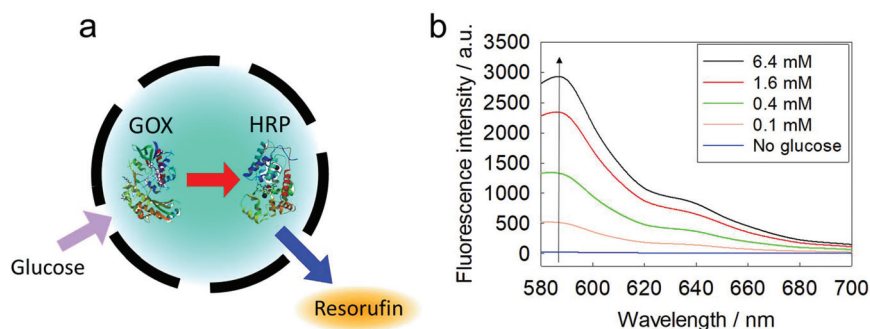 a
GOX
HRP
Glucose
Resorufin
b
Fluorescence intensity / a.u.
3500
3000
2500
2000
1500
1000
500
0
6.4 mM
1.6 mM
0.4 mM
0.1 mM
No glucose
580 600 620 640 660 680 700
Wavelength / nm